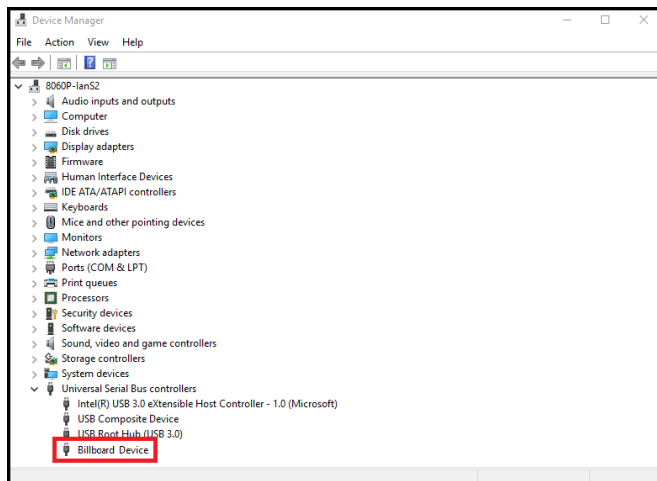 Device Manager
File Action View Help
8060P-IanS2
Audio inputs and outputs
Computer
Disk drives
Display adapters
Firmware
Human Interface Devices
IDE ATA/ATAPI controllers
Keyboards
Mice and other pointing devices
Monitors
Network adapters
Ports (COM & LPT)
Print queues
Processors
Security devices
Software devices
Sound, video and game controllers
Storage controllers
System devices
Universal Serial Bus controllers
Intel(R) USB 3.0 eXtensible Host Controller - 1.0 (Microsoft)
USB Composite Device
USB Root Hub (USB 3.0)
Billboard Device